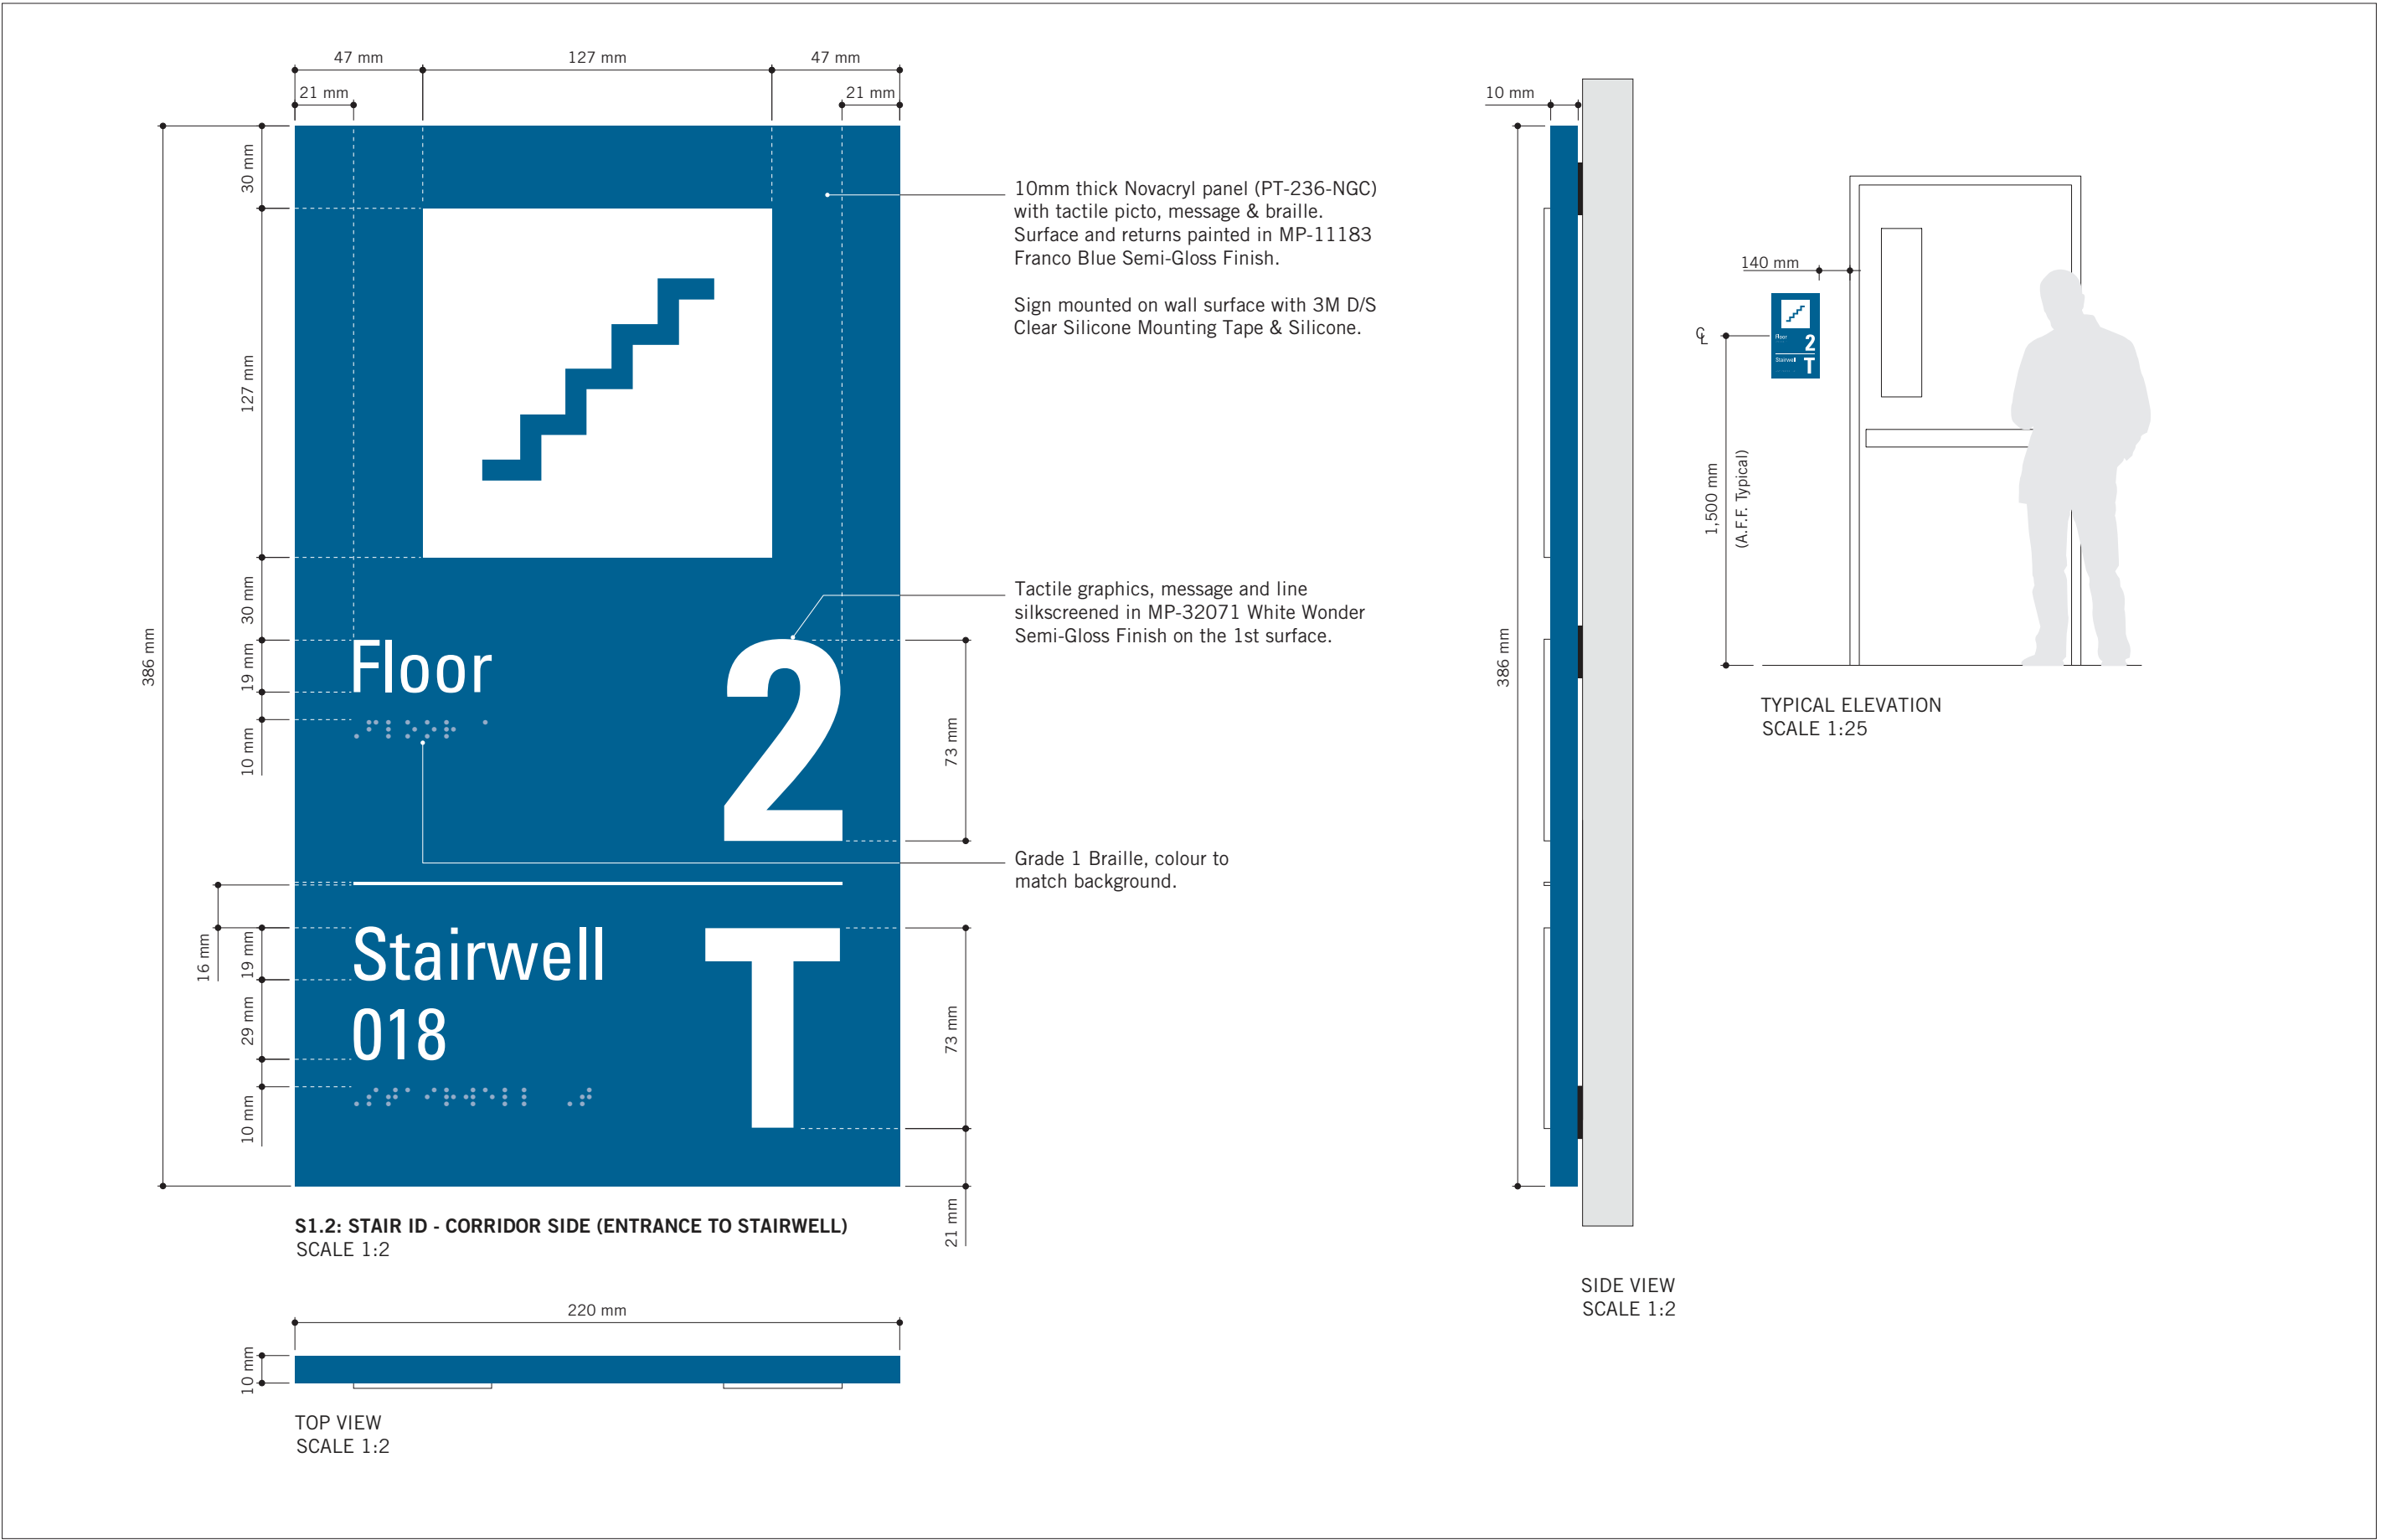 47 mm
127 mm
47 mm
21 mm
21 mm
30 mm
127 mm
30 mm
19 mm
10 mm
386 mm
16 mm
19 mm
29 mm
10 mm
Floor
2
Stairwell
018
T
73 mm
73 mm
21 mm
10mm thick Novacryl panel (PT-236-NGC)
with tactile picto, message & braille.
Surface and returns painted in MP-11183
Franco Blue Semi-Gloss Finish.
Sign mounted on wall surface with 3M D/S
Clear Silicone Mounting Tape & Silicone.
Tactile graphics, message and line
silkscreened in MP-32071 White Wonder
Semi-Gloss Finish on the 1st surface.
Grade 1 Braille, colour to
match background.
S1.2: STAIR ID - CORRIDOR SIDE (ENTRANCE TO STAIRWELL)
SCALE 1:2
220 mm
10 mm
TOP VIEW
SCALE 1:2
10 mm
386 mm
SIDE VIEW
SCALE 1:2
140 mm
Floor
2
Stairwell
T
℄
1,500 mm
(A.F.F. Typical)
TYPICAL ELEVATION
SCALE 1:25